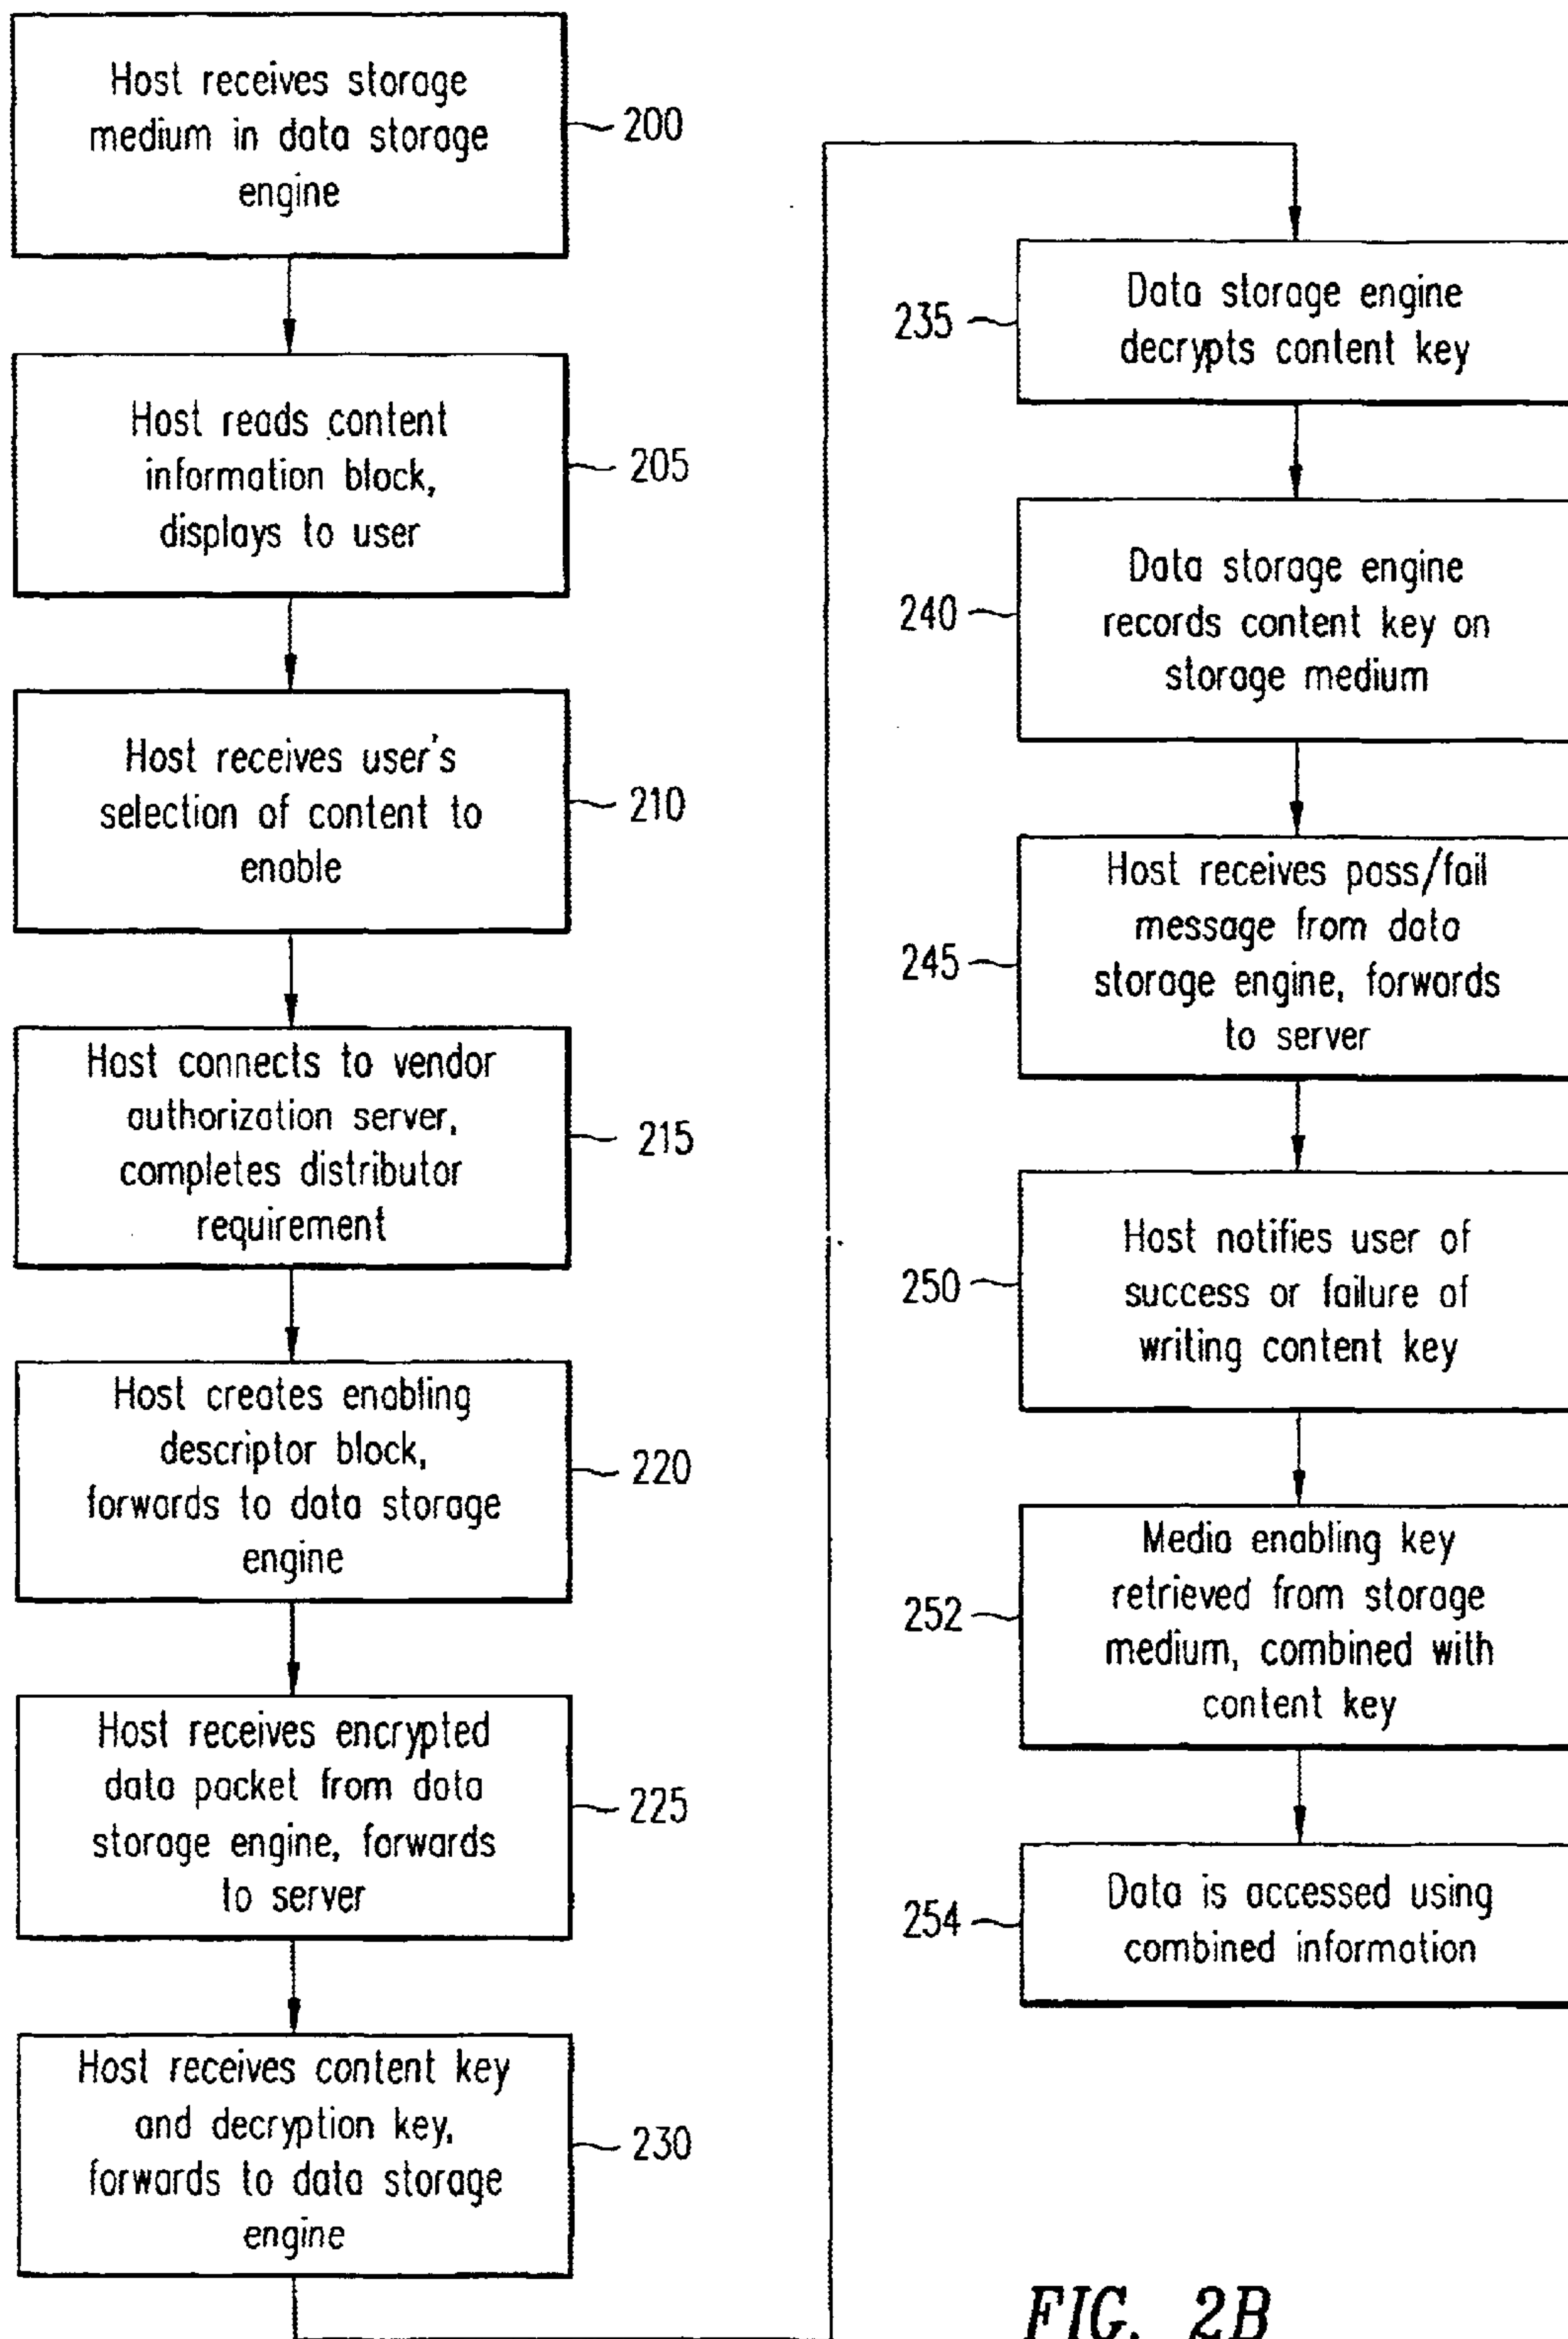 Host receives storage
medium in data storage
engine
200
Host reads content
information block,
displays to user
205
Host receives user's
selection of content to
enable
210
Host connects to vendor
authorization server,
completes distributor
requirement
215
Host creates enabling
descriptor block,
forwards to data storage
engine
220
Host receives encrypted
data packet from data
storage engine, forwards
to server
225
Host receives content key
and decryption key,
forwards to data storage
engine
230
Data storage engine
decrypts content key
235
Data storage engine
records content key on
storage medium
240
Host receives pass/fail
message from data
storage engine, forwards
to server
245
Host notifies user of
success or failure of
writing content key
250
Media enabling key
retrieved from storage
medium, combined with
content key
252
Data is accessed using
combined information
254
FIG. 2B